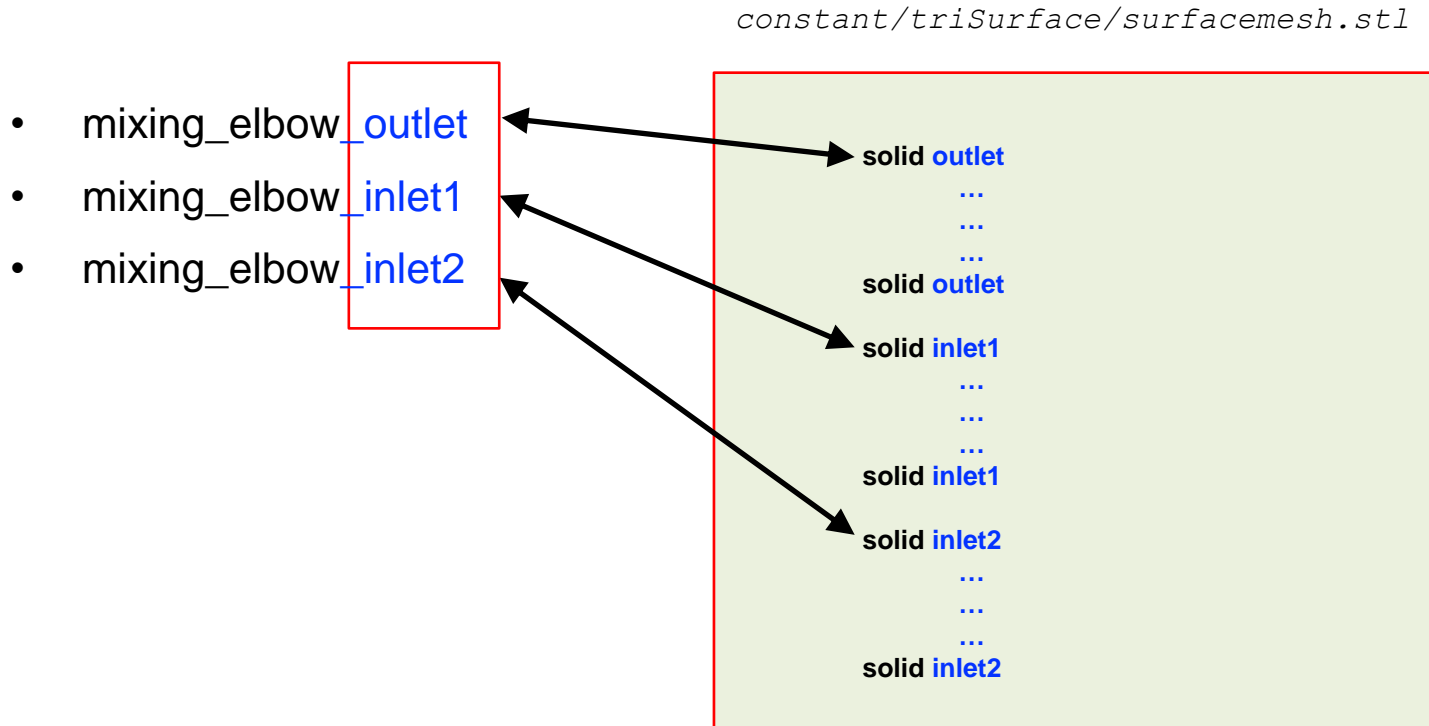 constant/triSurface/surfacemesh.stl
• mixing_elbow_outlet
• mixing_elbow_inlet1
• mixing_elbow_inlet2
solid outlet
…
…
…
solid outlet
solid inlet1
…
…
…
solid inlet1
solid inlet2
…
…
…
solid inlet2